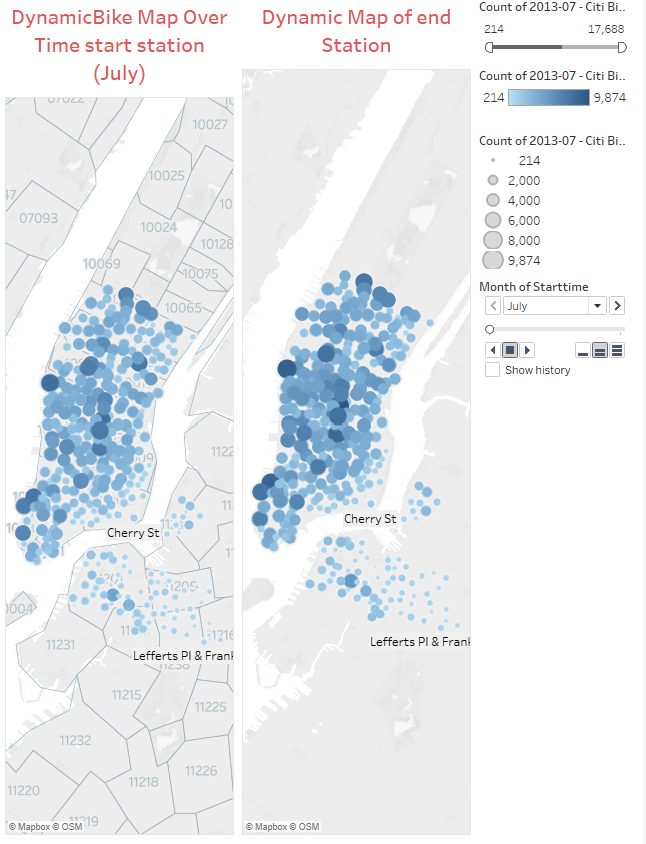 DynamicBike Map Over
Time start station
(July)
07022
10027
10025
07093
10024
10128
10069
10075
10065
1122
Cherry St
11205
0004
11231
Lefferts Pl & Frank
11238
11215
11225
11232
11226
11218
11220
11219
© Mapbox © OSM
Dynamic Map of end
Station
Cherry St
Lefferts Pl & Frank
© Mapbox © OSM
Count of 2013-07 - Citi Bi..
214 17,688
Count of 2013-07 - Citi Bi..
214 9,874
Count of 2013-07 - Citi Bi..
214
2,000
4,000
6,000
8,000
9,874
Month of Starttime
July
Show history